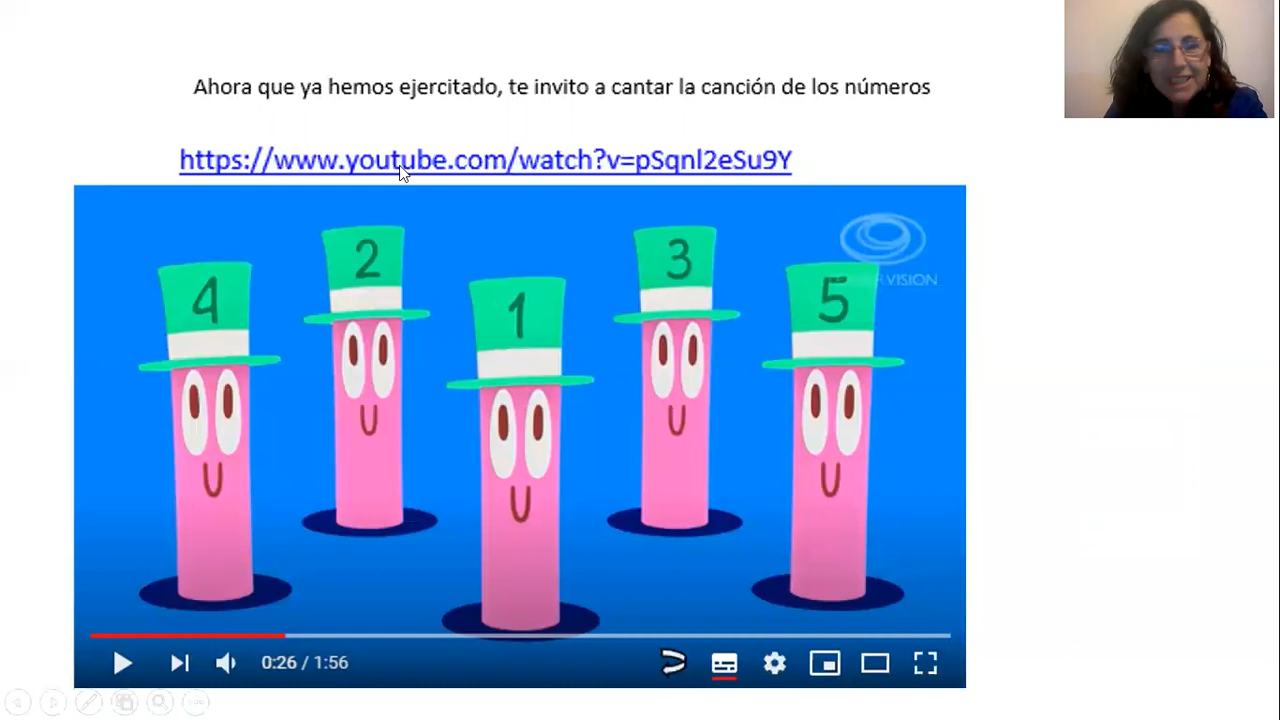 Ahora que ya hemos ejercitado, te invito a cantar la canción de los números
https://www.youtube.com/watch?v=pSqnl2eSu9Y
4
2
1
3
5
VISION
0:26 / 1:56